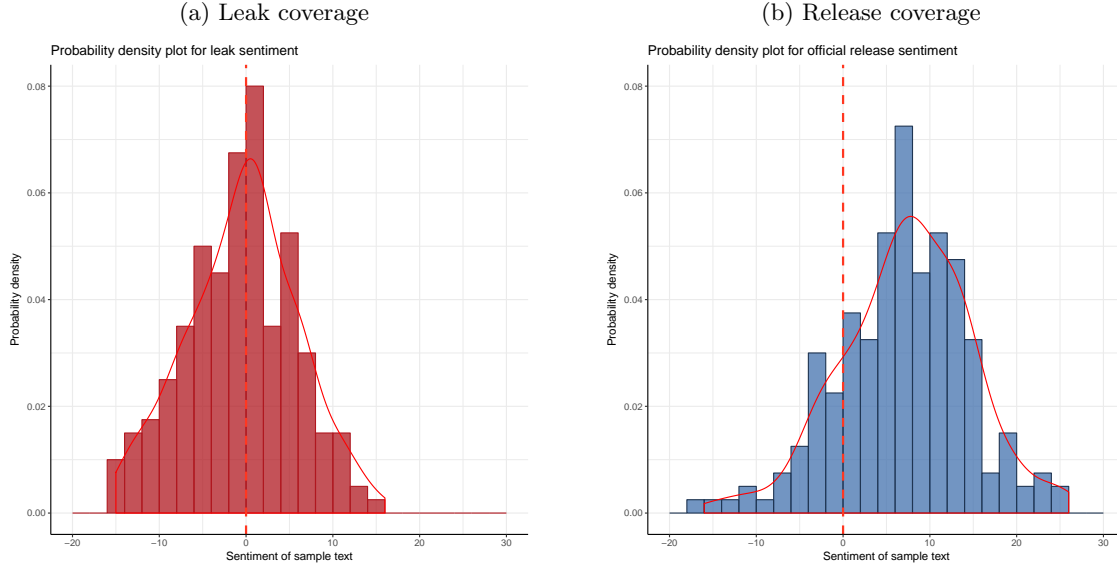 (a) Leak coverage
Probability density plot for leak sentiment
Probability density
0.08
0.06
0.04
0.02
0.00
−20
−10
0
10
20
30
Sentiment of sample text
(b) Release coverage
Probability density plot for official release sentiment
Probability density
0.08
0.06
0.04
0.02
0.00
−20
−10
0
10
20
30
Sentiment of sample text